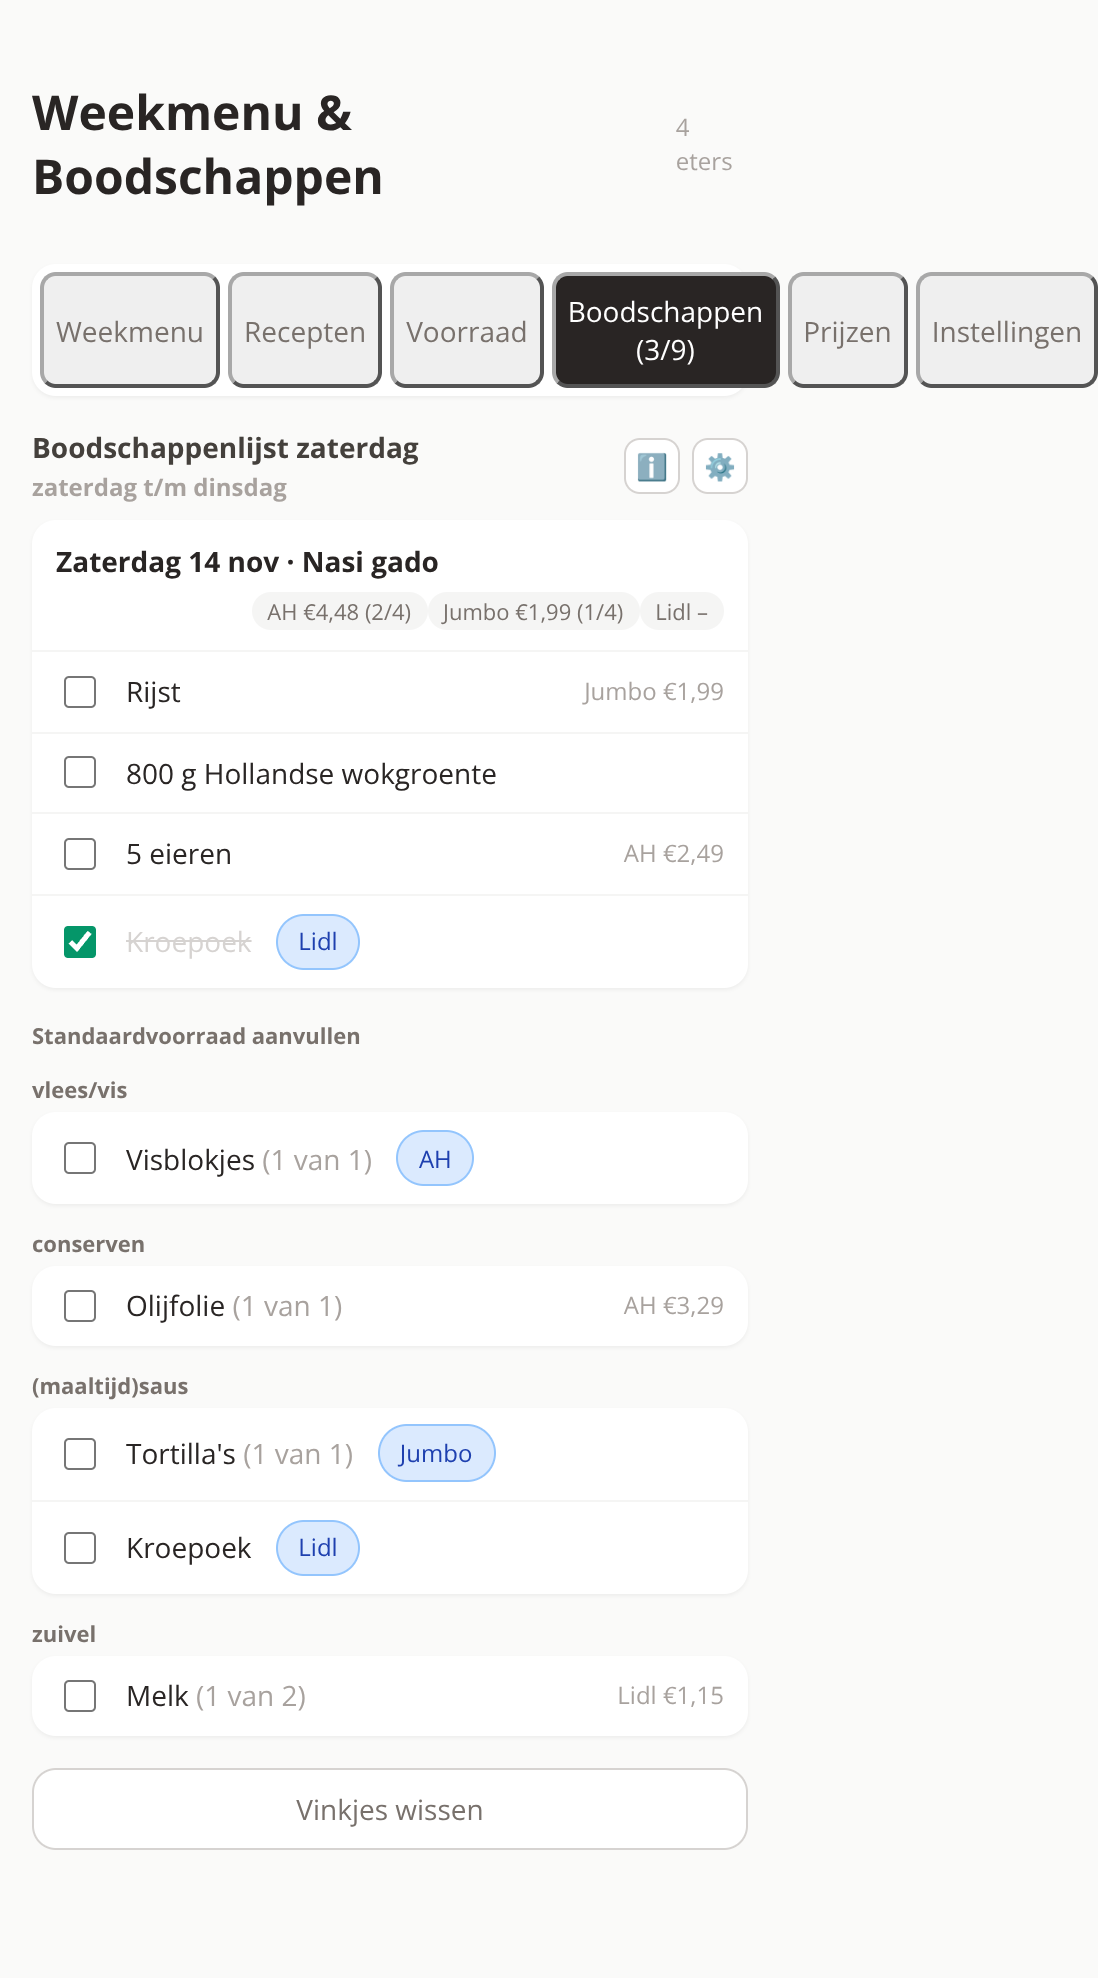 Weekmenu &
Boodschappen
4
eters
Weekmenu
Recepten
Voorraad
Boodschappen
(3/9)
Prijzen
Instellingen
Boodschappenlijst zaterdag
zaterdag t/m dinsdag
Zaterdag 14 nov · Nasi gado
AH €4,48 (2/4) Jumbo €1,99 (1/4) Lidl –
Rijst Jumbo €1,99
800 g Hollandse wokgroente
5 eieren AH €2,49
Kroepoek Lidl
Standaardvoorraad aanvullen
vlees/vis
Visblokjes (1 van 1) AH
conserven
Olijfolie (1 van 1) AH €3,29
(maaltijd)saus
Tortilla's (1 van 1) Jumbo
Kroepoek Lidl
zuivel
Melk (1 van 2) Lidl €1,15
Vinkjes wissen